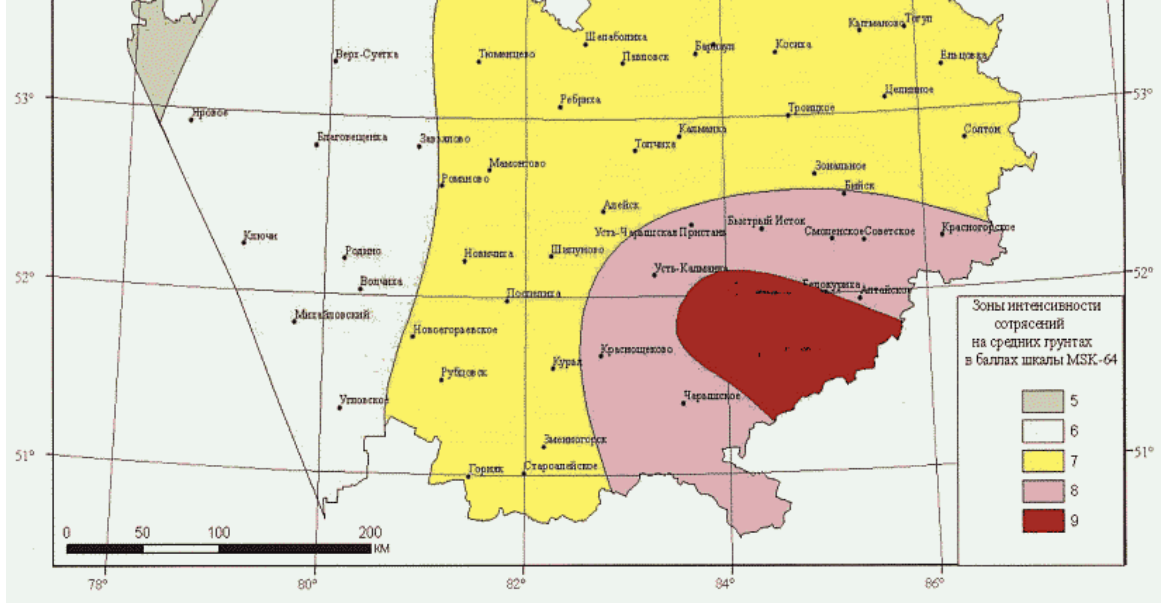 Тогул
Кытманово
Шелаболиха
Барнаул
Косиха
Верх-Суетка
Тюменцево
Павловск
Ельцовка
Целинное
53°
53°
Ребриха
Троицкое
Яровое
Калманка
Солтон
Благовещенка
Завьялово
Топчиха
Мамонтово
Зональное
Романово
Бийск
Алейск
Быстрый Исток
Усть-Чарышская Пристань
Смоленское Советское
Красногорское
Ключи
Родино
Новичиха
Шипуново
Усть-Калманка
52°
52°
Волчиха
Поспелиха
Белокуриха
Алтайское
Михайловский
Новоегорьевское
Краснощеково
Курья
Рубцовск
Угловское
Чарышское
Змеиногорск
51°
51°
Горняк
Староалейское
Зоны интенсивности
сотрясений
на средних грунтах
в баллах шкалы MSK-64
5
6
7
8
9
0 50 100 200
км
78° 80° 82° 84° 86°